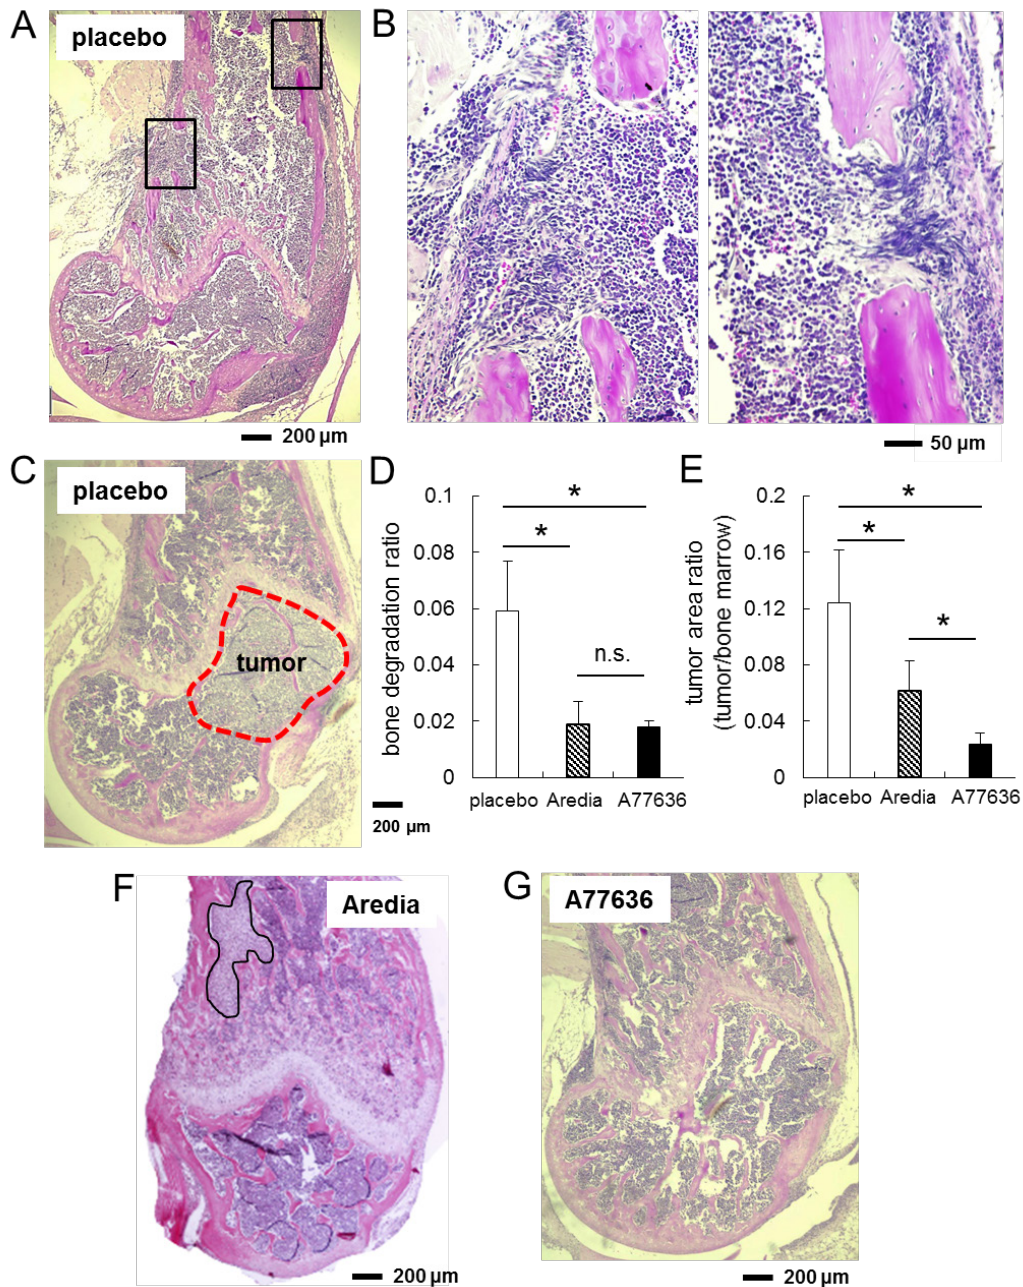 A
placebo
B
200 µm
50 µm
C
placebo
tumor
200 µm
D
bone degradation ratio
0.1
0.08
0.06
0.04
0.02
0
*
*
n.s.
placebo Aredia A77636
E
tumor area ratio
(tumor/bone marrow)
0.2
0.16
0.12
0.08
0.04
0
*
*
*
placebo Aredia A77636
F
Aredia
200 µm
G
A77636
200 µm